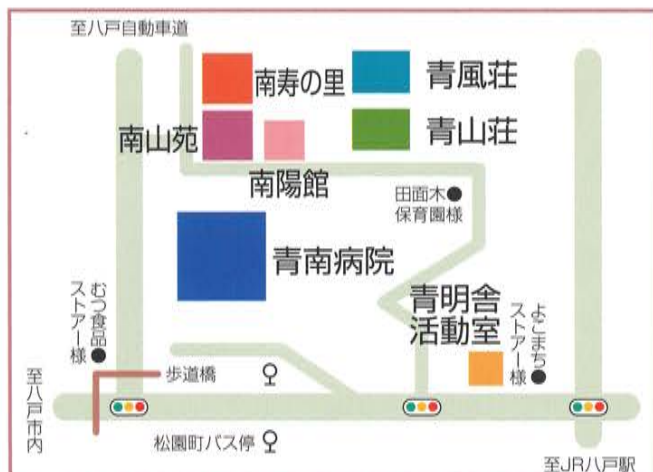 至八戸自動車道
南寿の里
青風荘
南山苑
青山荘
南陽館
田面木
保育園様
青南病院
青明舎
活動室
むつ食品
ストアー様
よこまち
ストアー様
歩道橋
至八戸市内
松園町バス停
至JR八戸駅